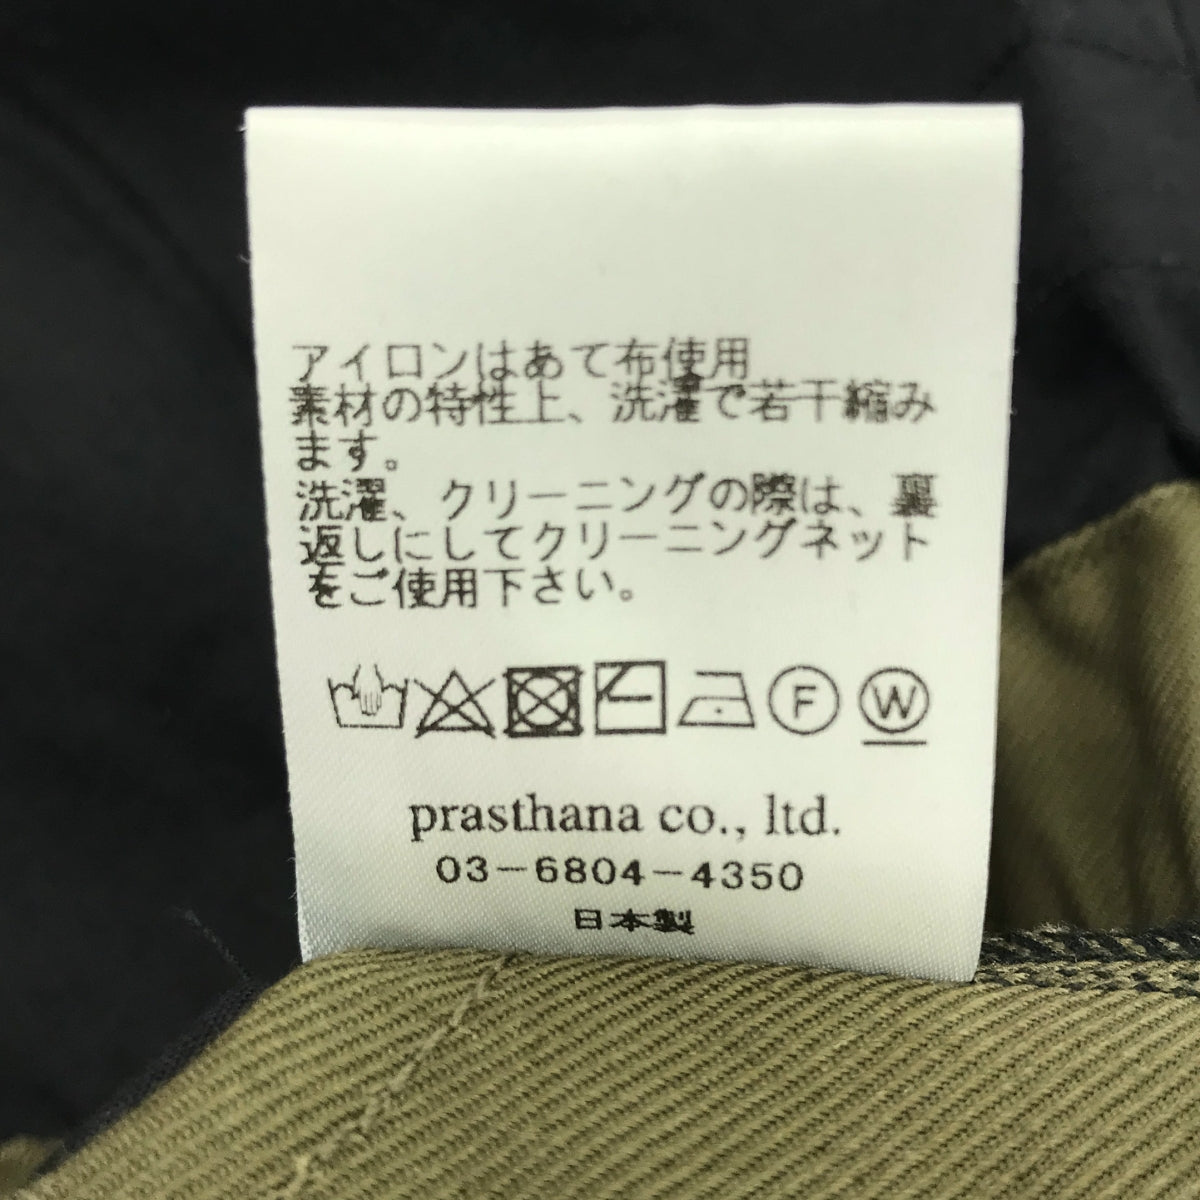 アイロンはあて布使用
素材の特性上、洗濯で若干縮み
ます。
洗濯、クリーニングの際は、裏
返しにしてクリーニングネット
をご使用下さい。
F W
prasthana co., ltd.
03-6804-4350
日本製